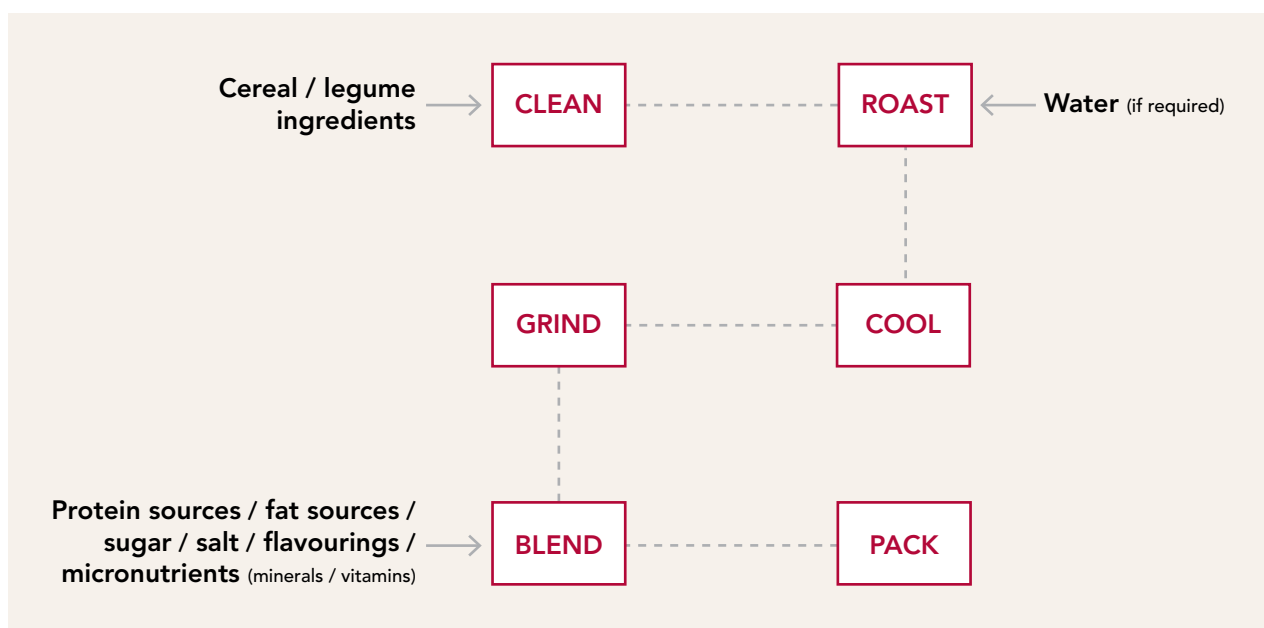 Cereal / legume
ingredients
CLEAN
ROAST
Water (if required)
GRIND
COOL
Protein sources / fat sources /
sugar / salt / flavourings /
micronutrients (minerals / vitamins)
BLEND
PACK